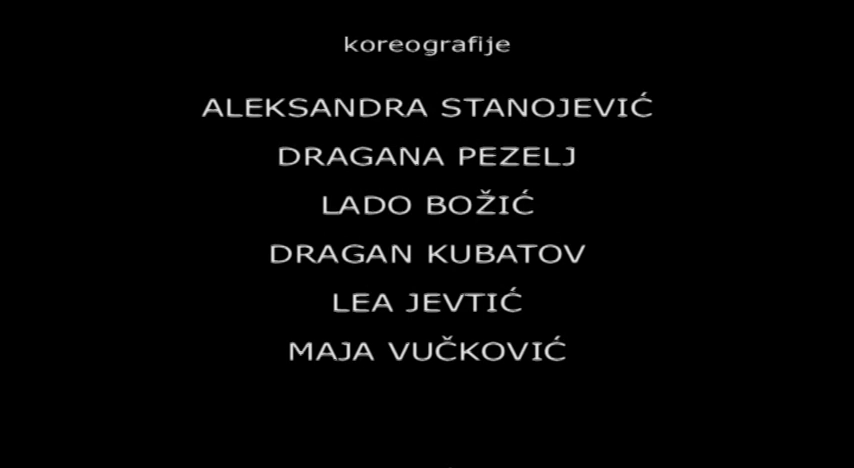 koreografije
ALEKSANDRA STANOJEVIĆ
DRAGANA PEZELJ
LADO BOŽIĆ
DRAGAN KUBATOV
LEA JEVTIĆ
MAJA VUČKOVIĆ